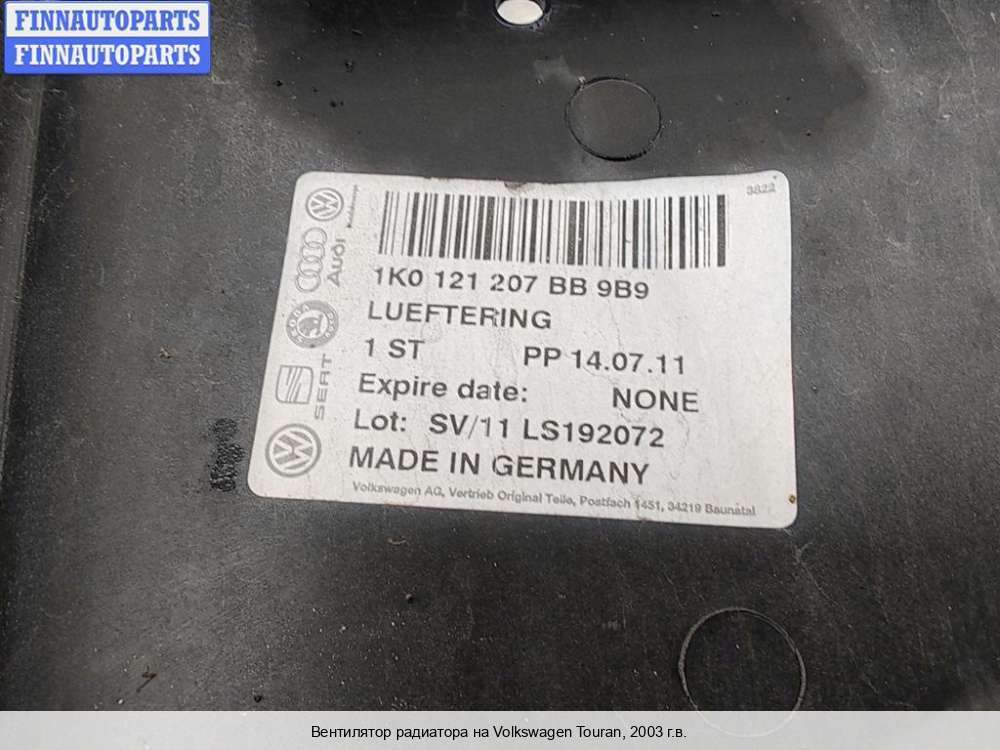 FINNAUTOPARTS
FINNAUTOPARTS
3822
1K0 121 207 BB 9B9
LUEFTERING
1 ST PP 14.07.11
Expire date: NONE
Lot: SV/11 LS192072
MADE IN GERMANY
Volkswagen AG, Vertrieb Original Teile, Postfach 1451, 34219 Baunatal
Audi
SKODA
SEAT
Вентилятор радиатора на Volkswagen Touran, 2003 г.в.